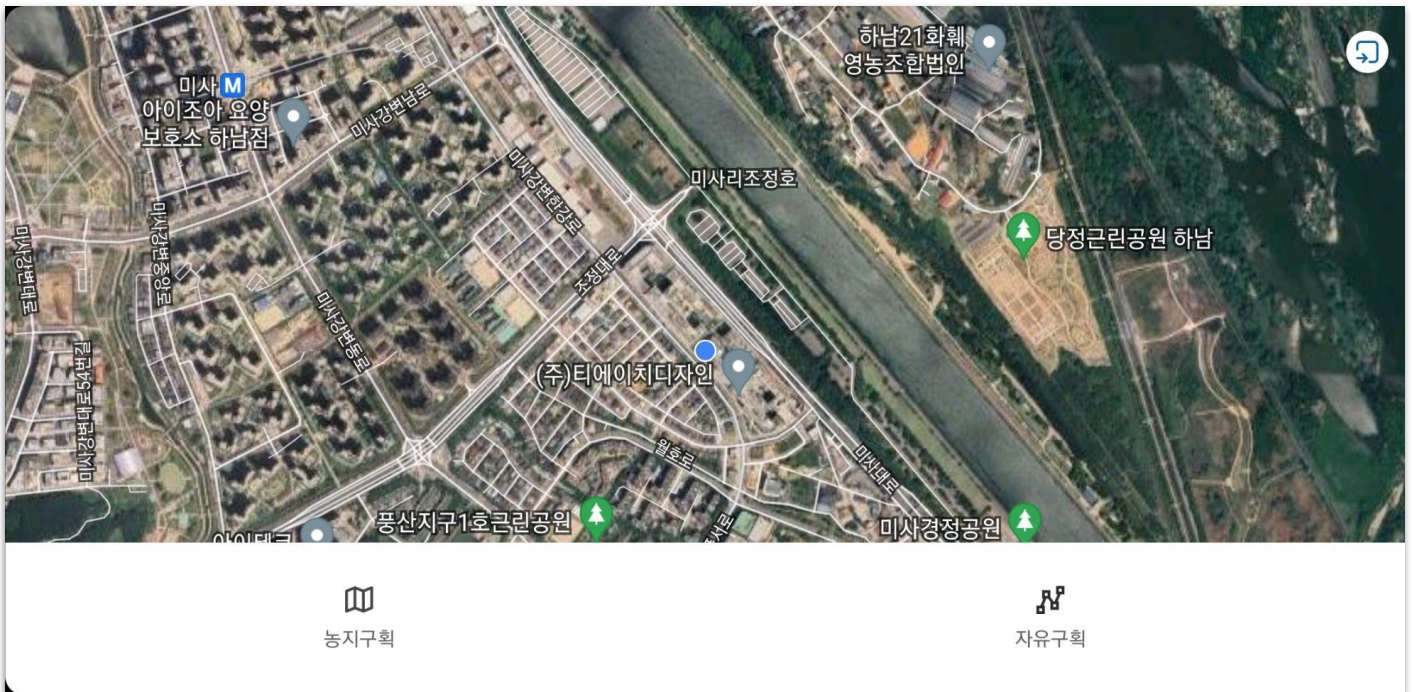 하남21화훼
영농조합법인
미사 M
아이조아 요양
보호소 하남점
미사강변남로
미사강변한강로
미사리조정호
미사강변대로
미사강변중앙로
당정근린공원 하남
조정대로
미사강변동로
(주)티에이치디자인
미사강변대로54번길
월호로
미사대로
풍산지구1호근린공원
미사경정공원
농지구획
자유구획